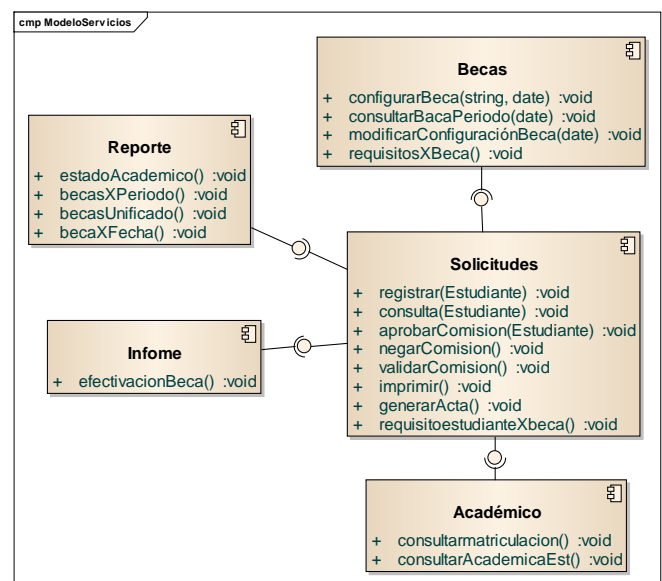 cmp ModeloServicios
Becas
+ configurarBeca(string, date) :void
+ consultarBacaPeriodo(date) :void
+ modificarConfiguraciónBeca(date) :void
+ requisitosXBeca() :void
Reporte
+ estadoAcademico() :void
+ becasXPeriodo() :void
+ becasUnificado() :void
+ becaXFecha() :void
Solicitudes
+ registrar(Estudiante) :void
+ consulta(Estudiante) :void
+ aprobarComision(Estudiante) :void
+ negarComision() :void
+ validarComision() :void
+ imprimir() :void
+ generarActa() :void
+ requisitoestudianteXbeca() :void
Infome
+ efectivacionBeca() :void
Académico
+ consultarmatriculacion() :void
+ consultarAcademicaEst() :void